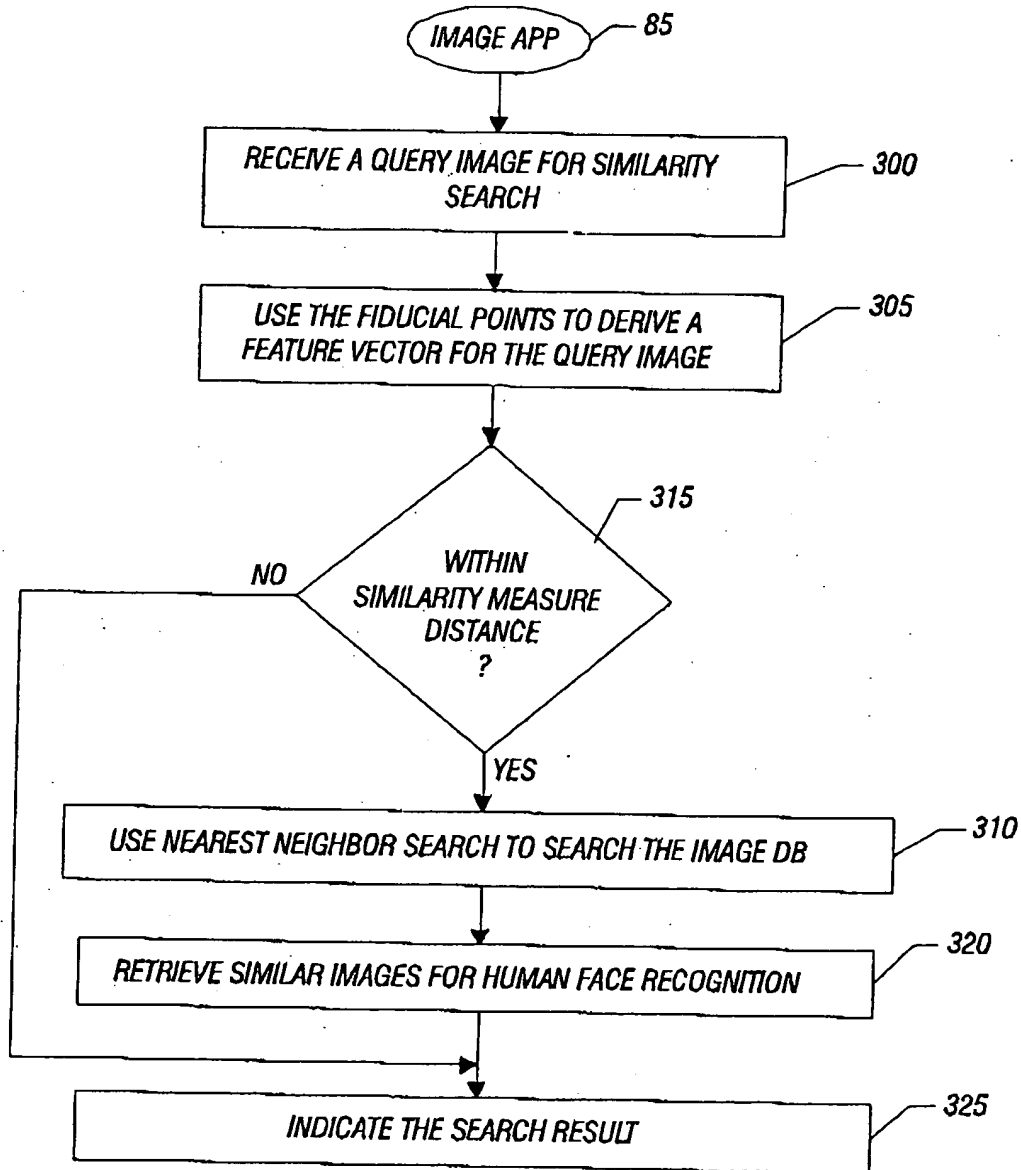 IMAGE APP
85
RECEIVE A QUERY IMAGE FOR SIMILARITY
SEARCH
300
USE THE FIDUCIAL POINTS TO DERIVE A
FEATURE VECTOR FOR THE QUERY IMAGE
305
315
WITHIN
SIMILARITY MEASURE
DISTANCE
?
NO
YES
USE NEAREST NEIGHBOR SEARCH TO SEARCH THE IMAGE DB
310
RETRIEVE SIMILAR IMAGES FOR HUMAN FACE RECOGNITION
320
INDICATE THE SEARCH RESULT
325